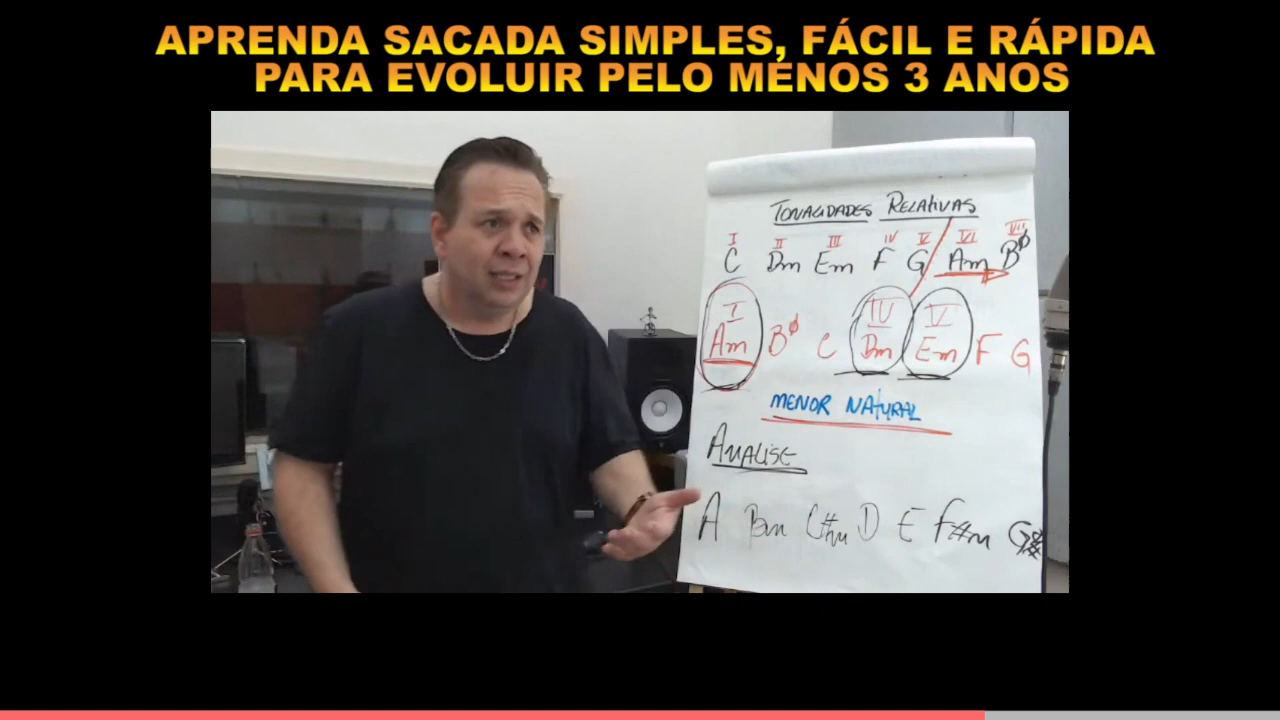 APRENDA SACADA SIMPLES, FÁCIL E RÁPIDA
PARA EVOLUIR PELO MENOS 3 ANOS
TONALIDADES RELATIVAS
I II III IV V VI VII
C Dm Em F G Am Bø
I IV V
Am Bø C Dm Em F G
MENOR NATURAL
ANALISE
A Bm C#m D E F#m